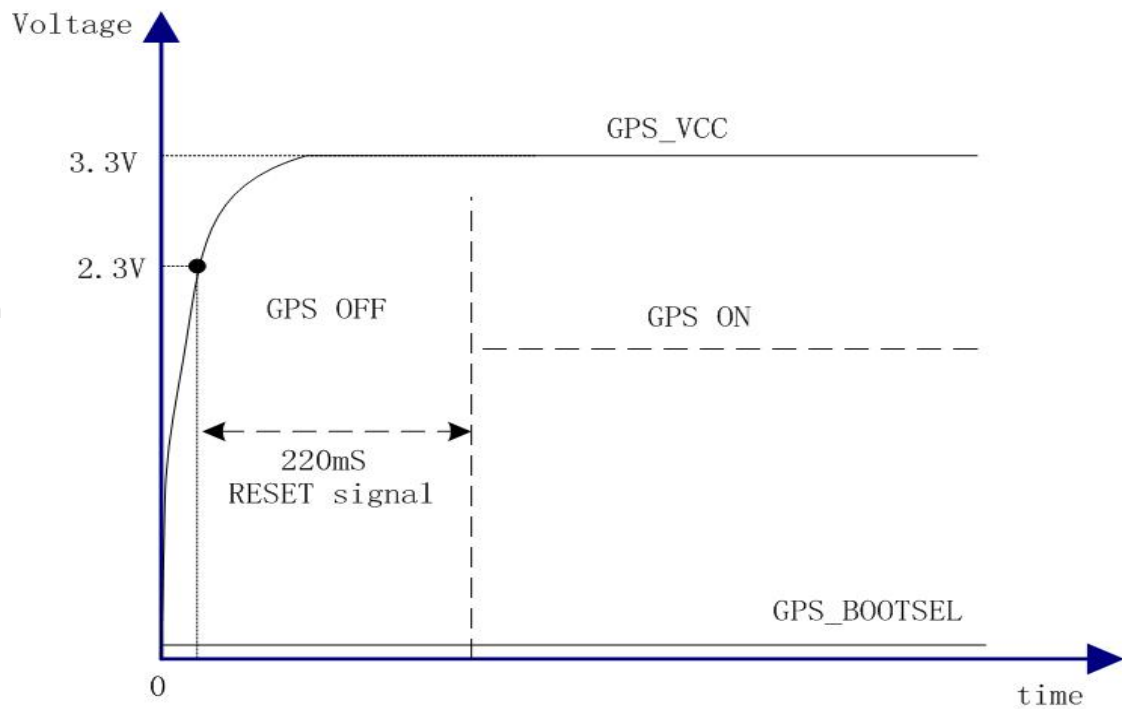 Voltage
GPS_VCC
3.3V
2.3V
GPS OFF
GPS ON
220mS
RESET signal
GPS_BOOTSEL
0
time